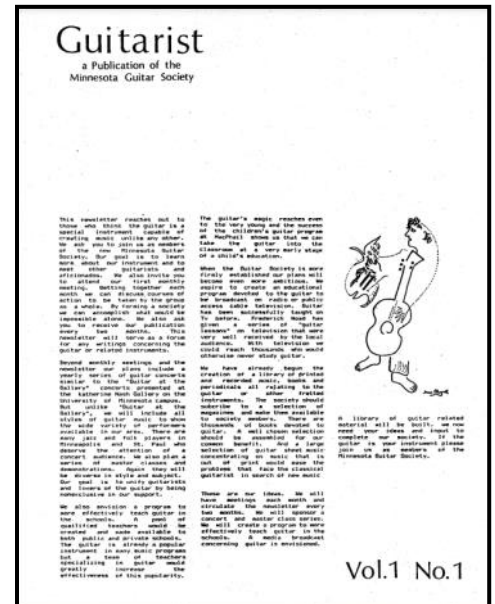 Guitarist
a Publication of the
Minnesota Guitar Society
This newsletter reaches out to
those who think the guitar is a
special instrument capable of
creating music unlike any other.
We ask you to join us as members
of the new Minnesota Guitar
Society. Our goal is to learn
more about our instrument and to
meet other guitarists and
aficionados. We also invite you
to attend our first monthly
meeting. Getting together each
month we can discuss courses of
action to be taken by the group
as a whole. By forming a society
we can accomplish what would be
impossible alone. We also ask
you to receive our publication
every two months. This
newsletter will serve as a forum
for any writings concerning the
guitar or related instruments.
Second monthly meetings and the
newsletter our plans include a
yearly series of guitar concerts
similar to the "Guitar at the
Gallery" concerts presented at
the Katherine Nash Gallery on the
University of Minnesota Campus.
But unlike "Guitar at the
Gallery", we will include all
styles of guitar music to show
the wide variety of performers
available in our area. There are
many jazz and folk players in
Minneapolis and St. Paul who
deserve the attention of a
concert audience. We also plan a
series of master classes and
demonstrations. Again they will
be diverse in style and subject.
Our goal is to unify guitarists
and lovers of the guitar by being
nonexclusive in our support.
We also envision a program to
more effectively teach guitar in
the schools. A pool of
qualified teachers would be
created and made available to
both public and private schools.
The guitar is already a popular
instrument in many music programs
but a team of teachers
specializing in guitar would
greatly increase the
effectiveness of this popularity.
The guitar's magic reaches even
to the very young and the success
of the children's guitar program
at MacPhail shows us that we can
take the guitar into the
classroom at a very early stage
of a child's education.
When the Guitar Society is more
firmly established our plans will
become even more ambitious. We
aspire to create an educational
program devoted to the guitar to
be broadcast on radio or public
access cable television. Guitar
has been successfully taught on
TV before. Frederick Noad has
given a series of "guitar
lessons" on television that were
very well received by the local
audience. With television we
could reach thousands who would
otherwise never study guitar.
We have already begun the
creation of a library of printed
and recorded music, books and
periodicals all relating to the
guitar or other fretted
instruments. The society should
subscribe to a selection of
magazines and make them available
to society members. There are
thousands of books devoted to
guitar. A well chosen selection
should be assembled for our
common benefit. And a large
selection of guitar sheet music
concentrating on music that is
out of print would ease the
problems that face the classical
guitarist in search of new music
These are our ideas. We will
have meetings each month and
circulate the newsletter every
two months. We will sponsor a
concert and master class series.
We will create a program to more
effectively teach guitar in the
schools. A media broadcast
concerning guitar is envisioned.
A library of guitar related
material will be built. we now
need your ideas and input to
complete our society. If the
guitar is your instrument please
join us as members of the
Minnesota Guitar Society.
Vol.1 No.1